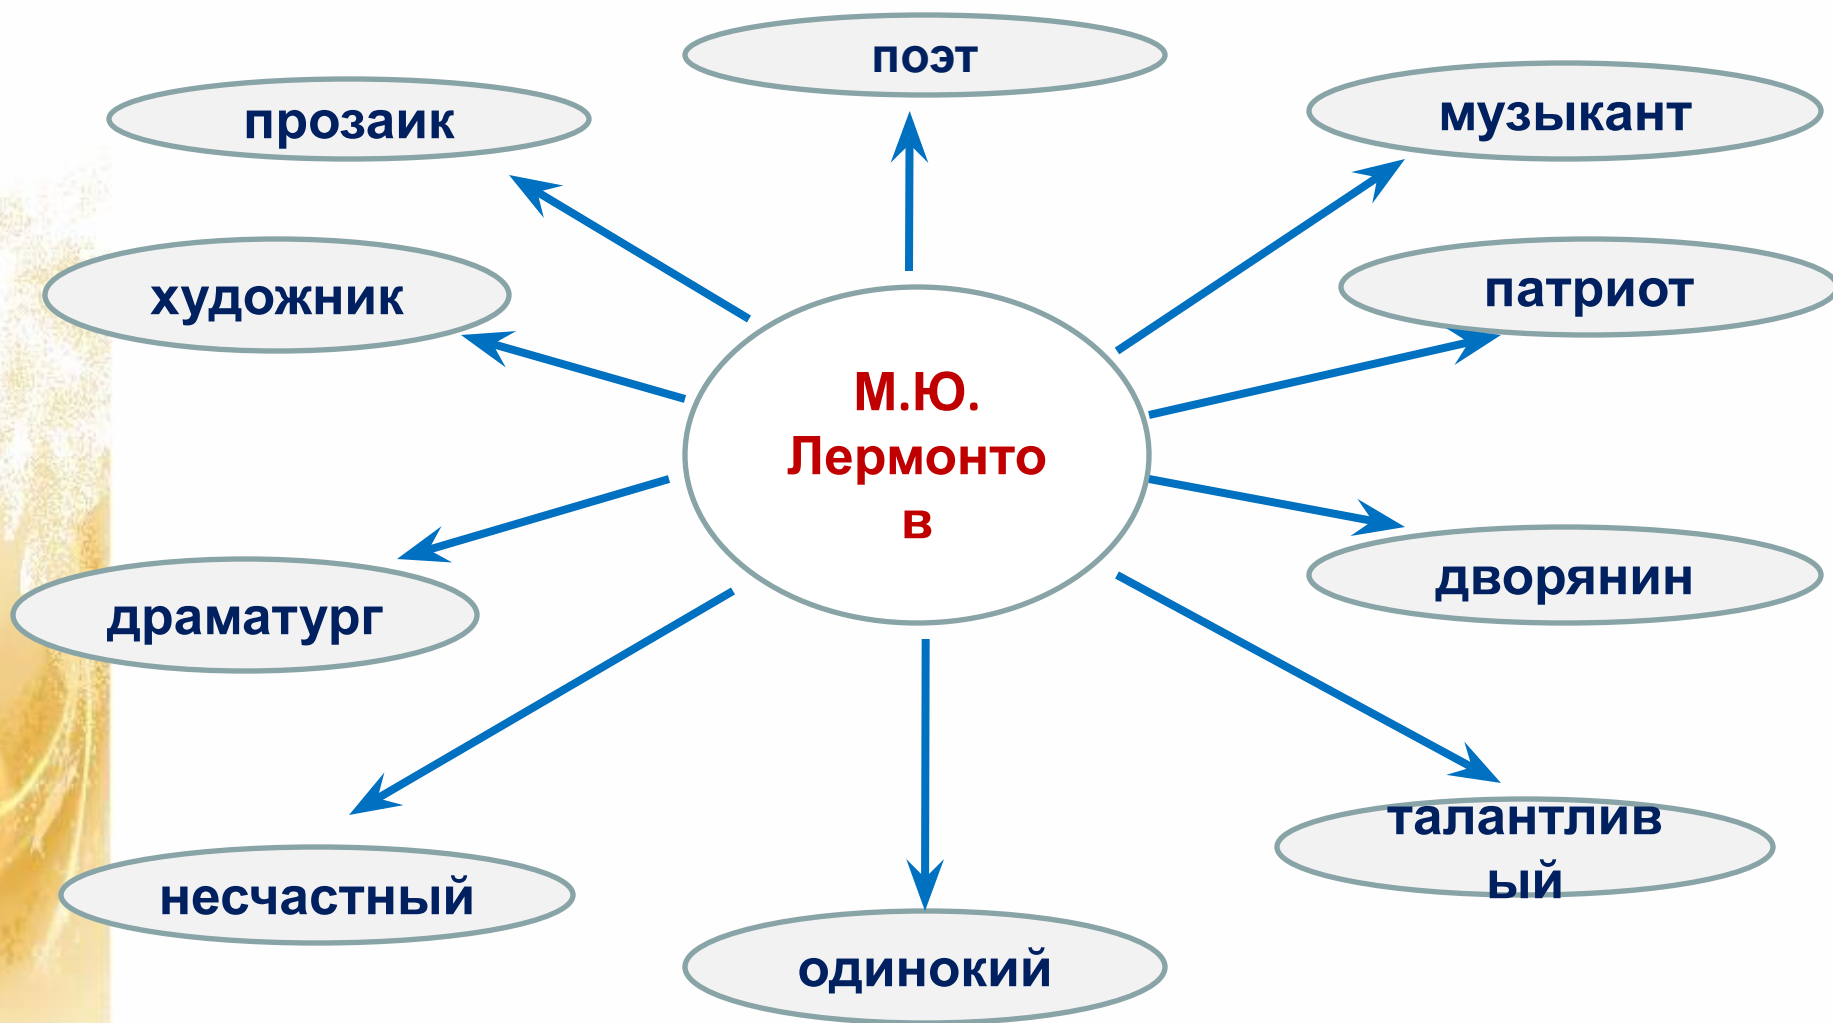 поэт
прозаик
музыкант
художник
патриот
М.Ю.
Лермонто
в
драматург
дворянин
талантлив
ый
несчастный
одинокий